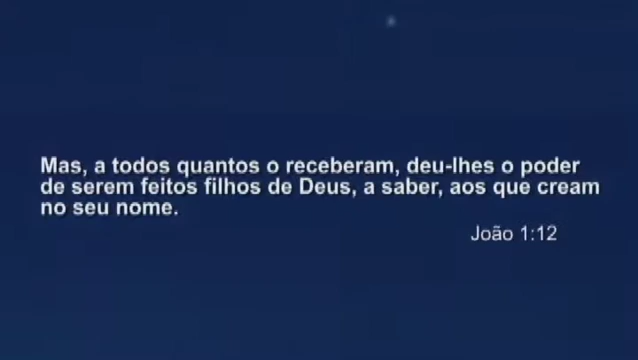 Mas, a todos quantos o receberam, deu-lhes o poder
de serem feitos filhos de Deus, a saber, aos que cream
no seu nome.
João 1:12